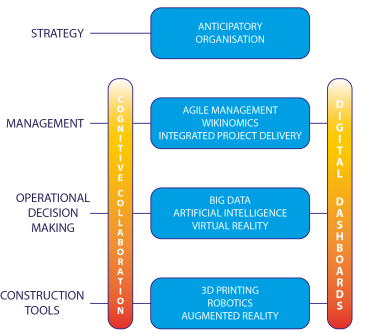 STRATEGY
ANTICIPATORY
ORGANISATION
MANAGEMENT
AGILE MANAGEMENT
WIKINOMICS
INTEGRATED PROJECT DELIVERY
OPERATIONAL
DECISION
MAKING
BIG DATA
ARTIFICIAL INTELLIGENCE
VIRTUAL REALITY
CONSTRUCTION
TOOLS
3D PRINTING
ROBOTICS
AUGMENTED REALITY
COGNITIVE COLLABORATION
DIGITAL DASHBOARDS